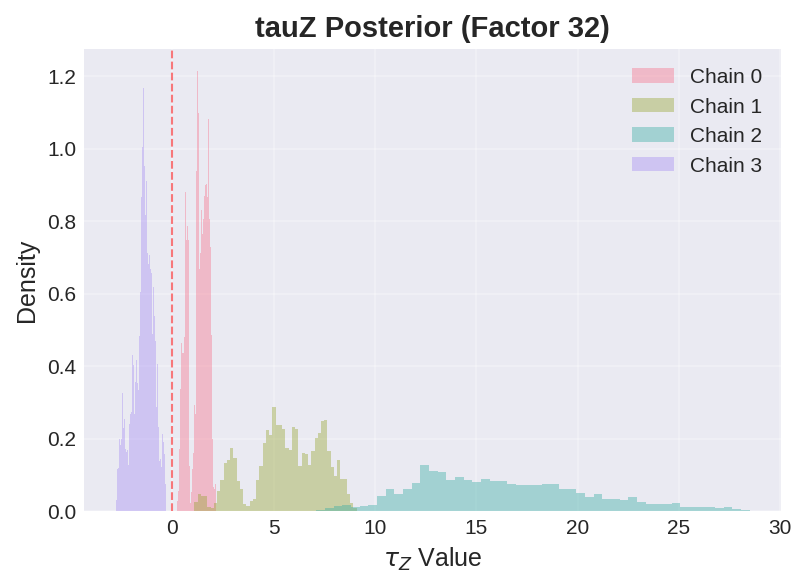 tauZ Posterior (Factor 32)
Chain 0
Chain 1
Chain 2
Chain 3
Density
1.2
1.0
0.8
0.6
0.4
0.2
0.0
0 5 10 15 20 25 30
τZ Value